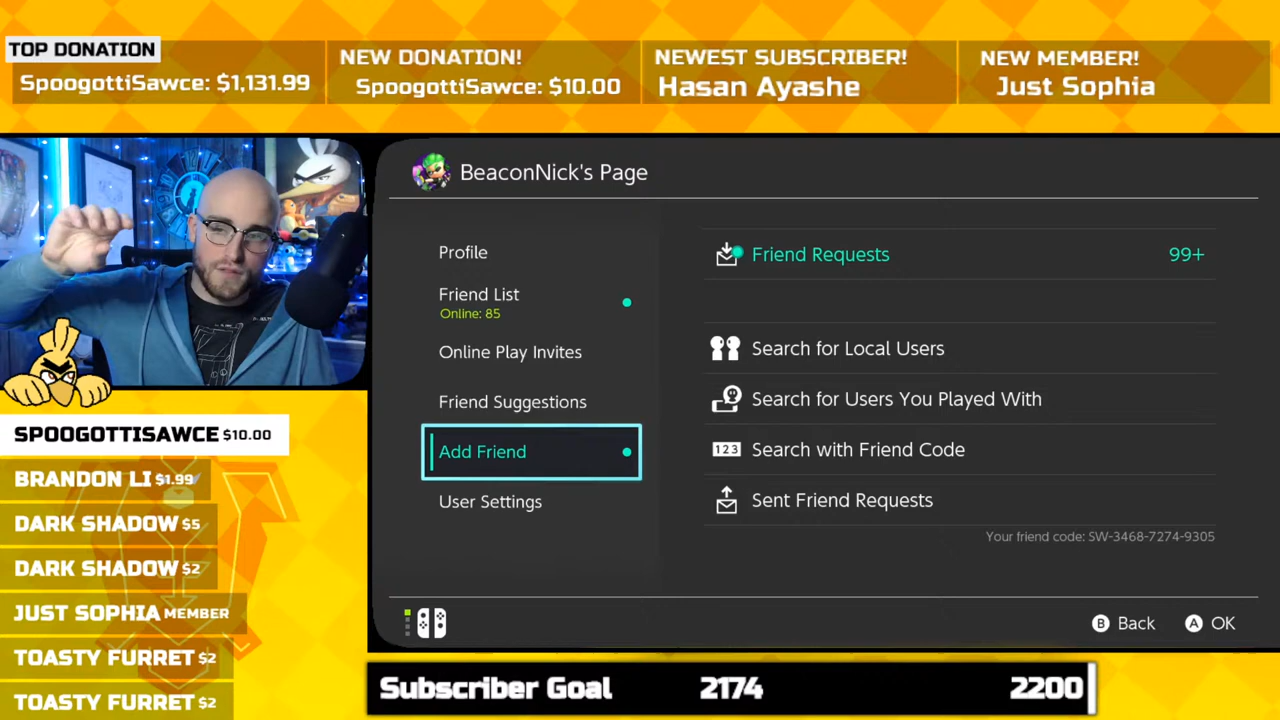 TOP DONATION
SpoogottiSawce: $1,131.99
NEW DONATION!
SpoogottiSawce: $10.00
NEWEST SUBSCRIBER!
Hasan Ayashe
NEW MEMBER!
Just Sophia
BeaconNick's Page
Profile
Friend List
Online: 85
Online Play Invites
Friend Suggestions
Add Friend
User Settings
Friend Requests 99+
Search for Local Users
Search for Users You Played With
123 Search with Friend Code
Sent Friend Requests
Your friend code: SW-3468-7274-9305
B Back A OK
SPOOGOTTISAWCE $10.00
BRANDON LI $1.99
DARK SHADOW $5
DARK SHADOW $2
JUST SOPHIA MEMBER
TOASTY FURRET $2
TOASTY FURRET $2
Subscriber Goal 2174 2200